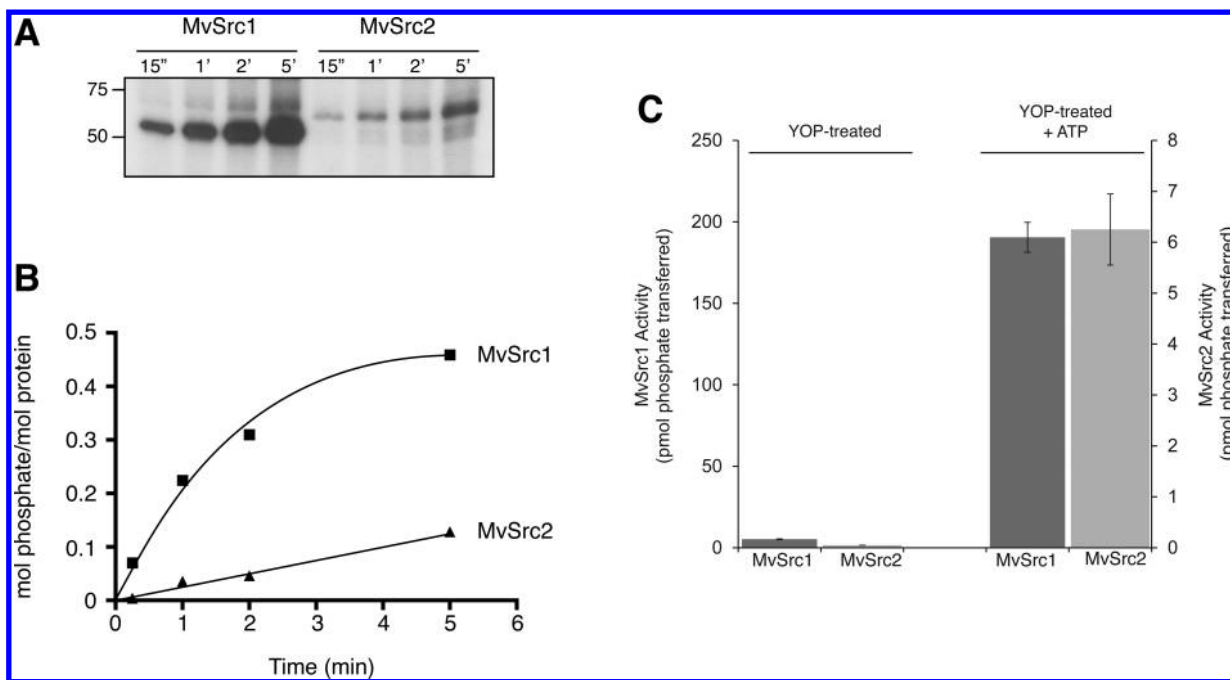 A
MvSrc1 MvSrc2
15” 1’ 2’ 5’ 15” 1’ 2’ 5’
75
50
B
mol phosphate/mol protein
0.5
0.4
0.3
0.2
0.1
0
0 1 2 3 4 5 6
Time (min)
MvSrc1
MvSrc2
C
YOP-treated
YOP-treated
+ ATP
MvSrc1 Activity
(pmol phosphate transferred)
250
200
150
100
50
0
MvSrc1 MvSrc2 MvSrc1 MvSrc2
8
7
6
5
4
3
2
1
0
MvSrc2 Activity
(pmol phosphate transferred)